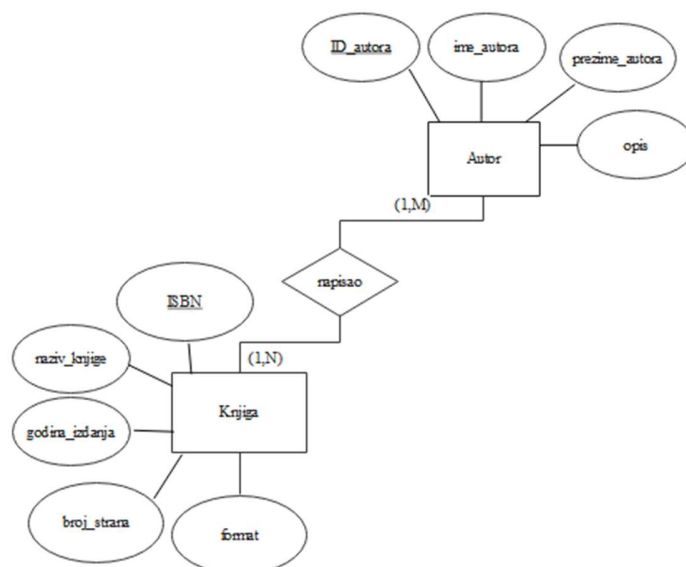 ID_autora
ime_autora
prezime_autora
opis
Autor
(1,M)
napisao
ISBN
(1,N)
naziv_knjige
Knjiga
godina_izdanja
broj_strana
format